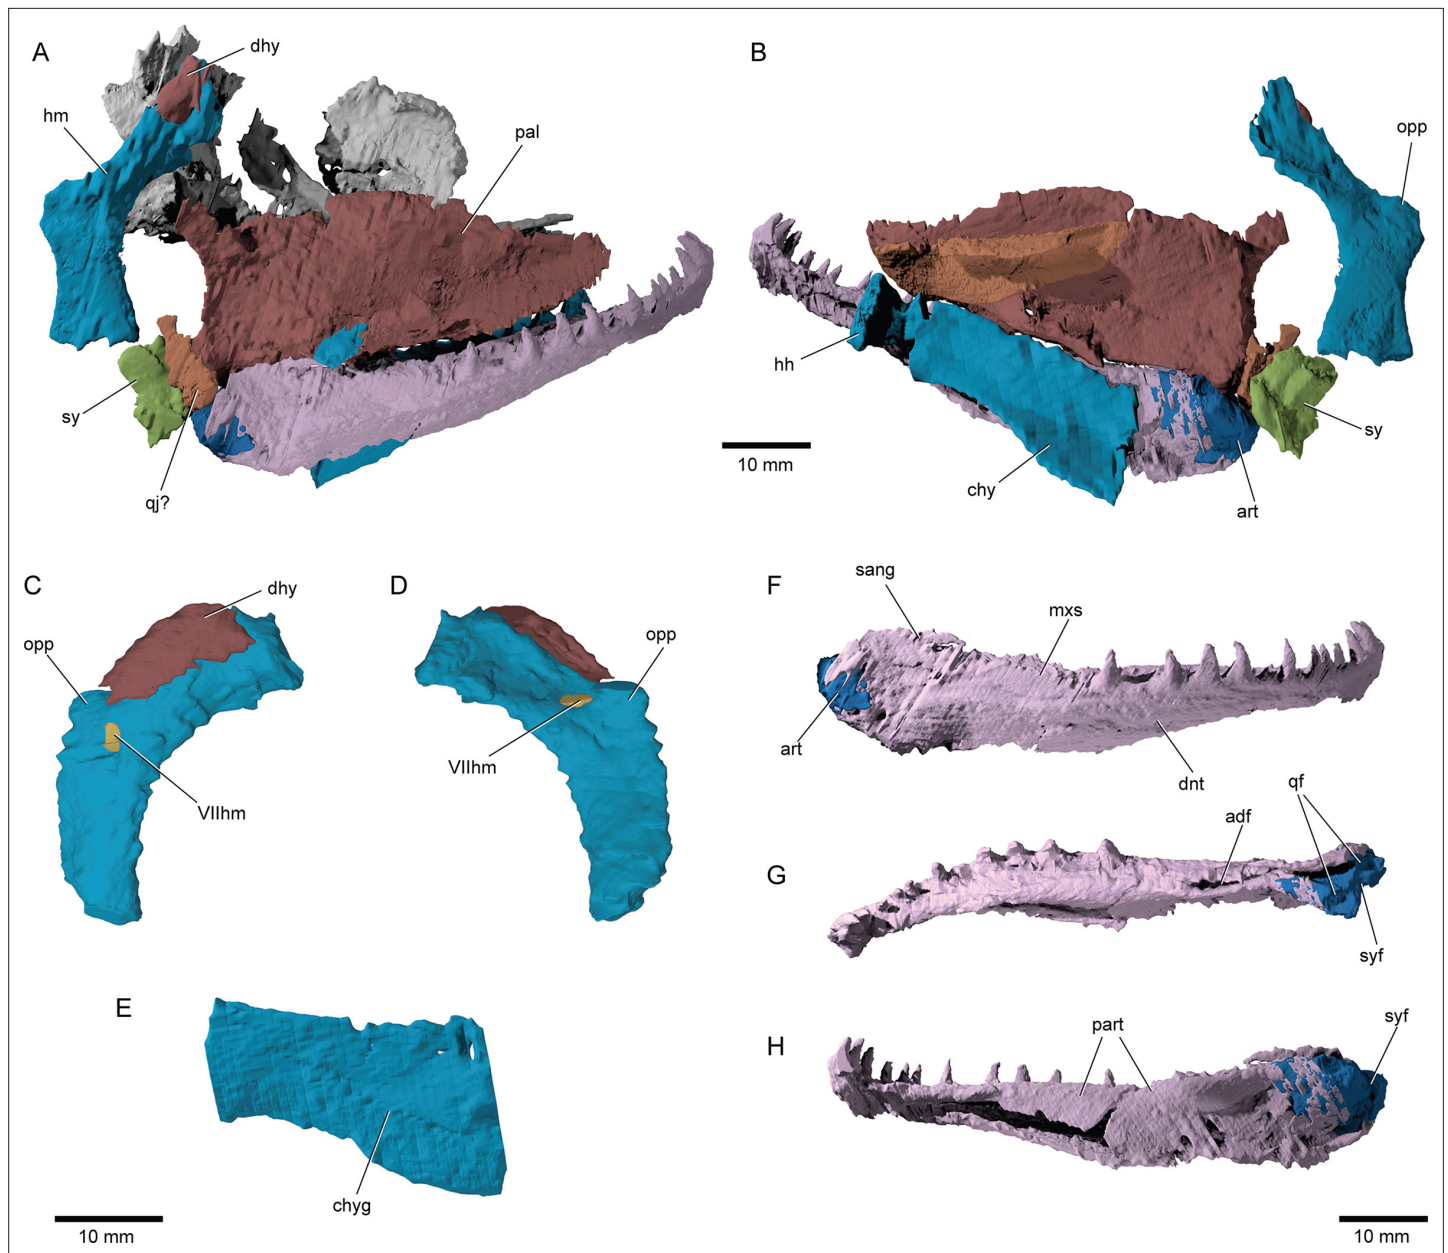 A
dhy
hm
pal
sy
qj?
B
opp
hh
chy
sy
art
10 mm
C
dhy
opp
VIIhm
D
opp
VIIhm
E
chyg
10 mm
F
sang
mxs
art
dnt
G
adf
qf
syf
H
part
syf
10 mm